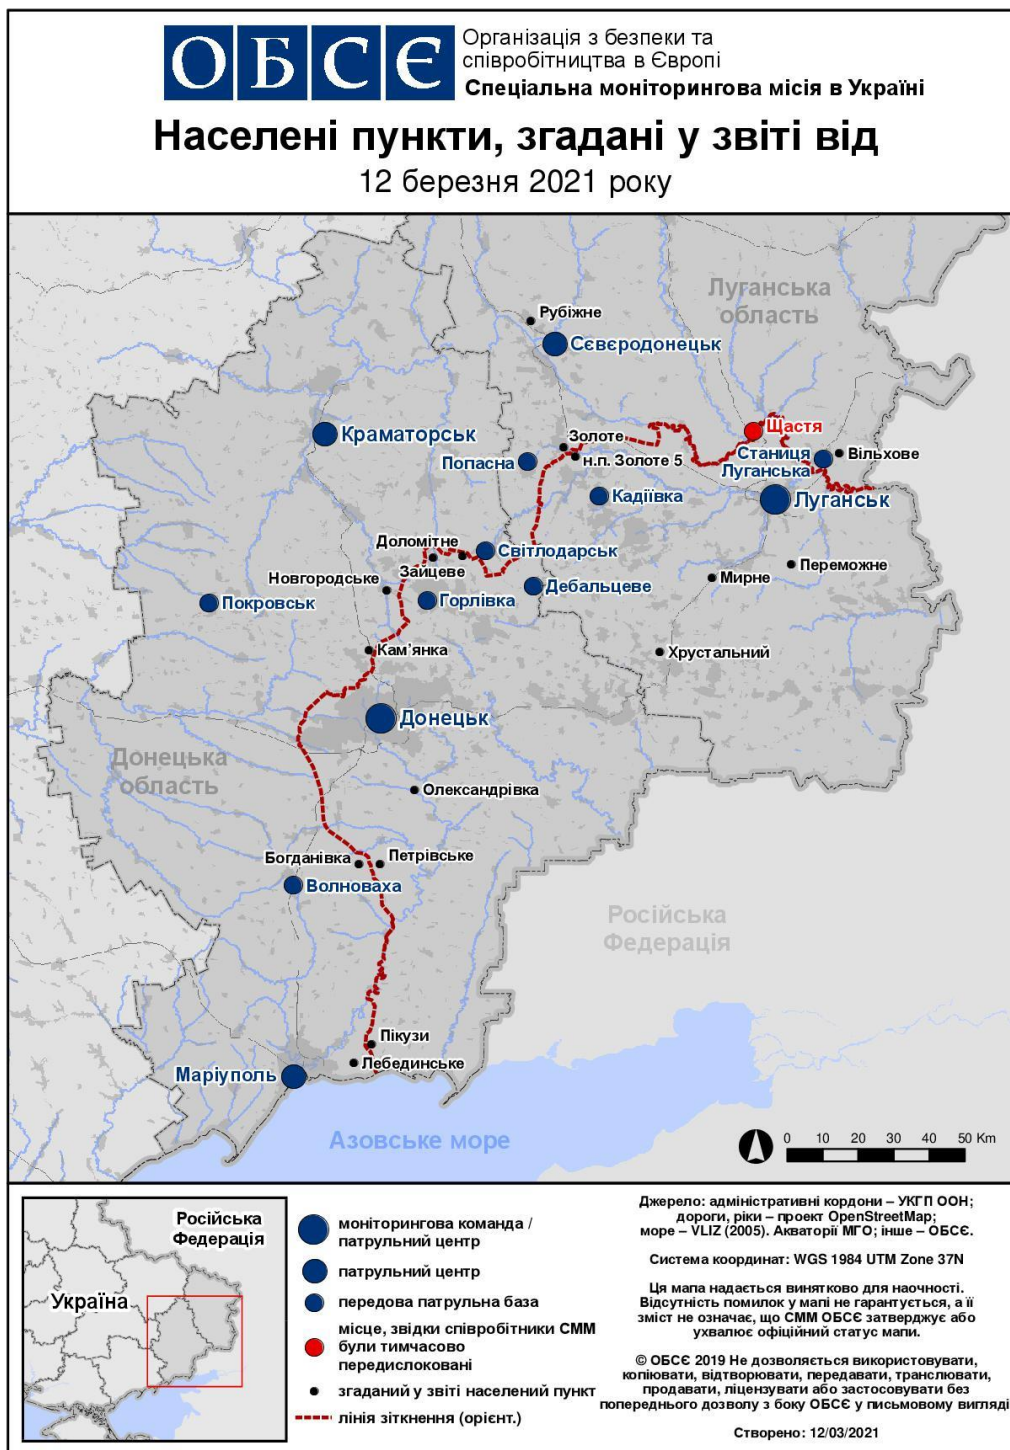 ОБСЄ
Організація з безпеки та
співробітництва в Європі
Спеціальна моніторингова місія в Україні
Населені пункти, згадані у звіті від
12 березня 2021 року
Луганська
область
Рубіжне
Сєвєродонецьк
Щастя
Краматорськ
Золоте
Станиця
Луганська
Вільхове
Попасна
н.п. Золоте 5
Кадіївка
Луганськ
Доломітне
Світлодарськ
Зайцеве
Переможне
Новгородське
Мирне
Дебальцеве
Покровськ
Горлівка
Кам’янка
Хрустальний
Донецьк
Донецька
область
Олександрівка
Богданівка
Петрівське
Волноваха
Російська
Федерація
Пікузи
Лебединське
Маріуполь
Азовське море
0 10 20 30 40 50 Км
Російська
Федерація
Україна
моніторингова команда /
патрульний центр
патрульний центр
передова патрульна база
місце, звідки співробітники СММ
були тимчасово
передислоковані
згаданий у звіті населений пункт
лінія зіткнення (орієнт.)
Джерело: адміністративні кордони – УКГП ООН;
дороги, ріки – проект OpenStreetMap;
море – VLIZ (2005). Акваторії МГО; інше – ОБСЄ.
Система координат: WGS 1984 UTM Zone 37N
Ця мапа надається винятково для наочності.
Відсутність помилок у мапі не гарантується, а її
зміст не означає, що СММ ОБСЄ затверджує або
ухвалює офіційний статус мапи.
© ОБСЄ 2019 Не дозволяється використовувати,
копіювати, відтворювати, передавати, транслювати,
продавати, ліцензувати або застосовувати без
попереднього дозволу з боку ОБСЄ у письмовому вигляді
Створено: 12/03/2021